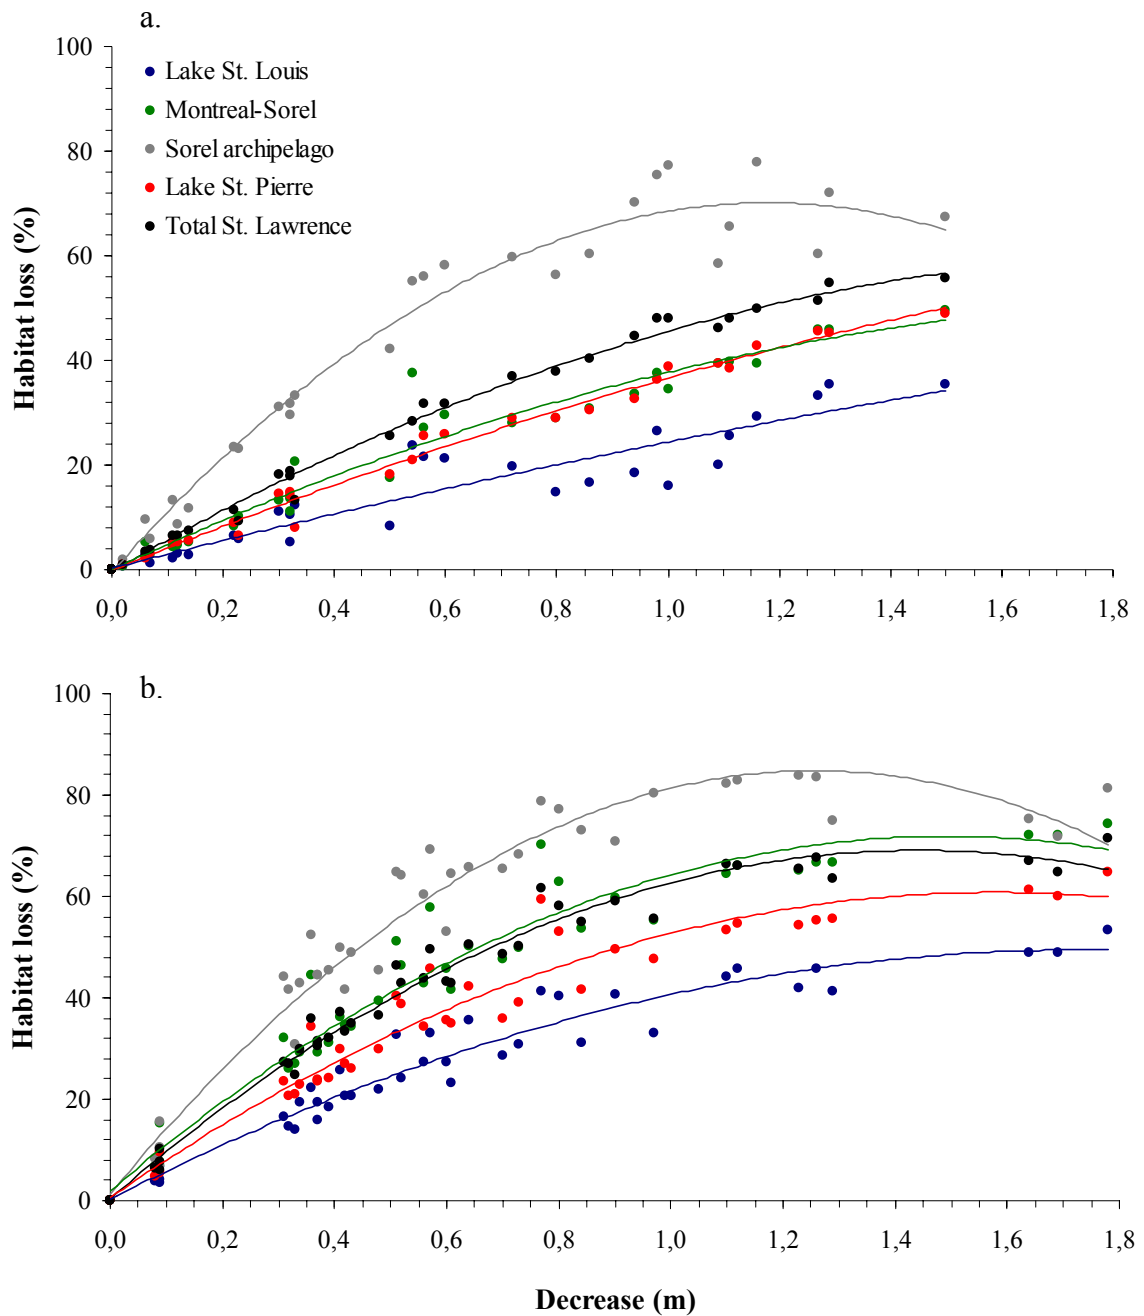 a.
100
80
60
40
20
0
Habitat loss (%)
Lake St. Louis
Montreal-Sorel
Sorel archipelago
Lake St. Pierre
Total St. Lawrence
0,0 0,2 0,4 0,6 0,8 1,0 1,2 1,4 1,6 1,8
b.
100
80
60
40
20
0
Habitat loss (%)
0,0 0,2 0,4 0,6 0,8 1,0 1,2 1,4 1,6 1,8
Decrease (m)